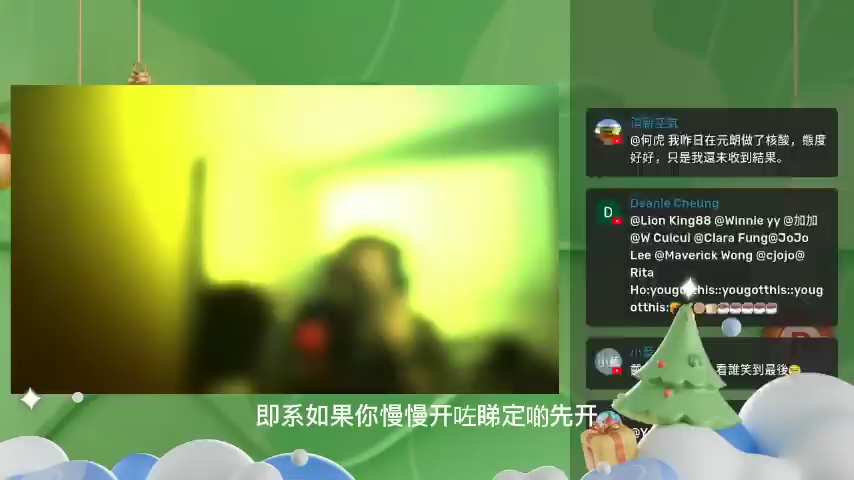 @何虎 我昨日在元朗做了核酸，態度
好好，只是我還未收到結果。
D
Deanie Cheung
@Lion King88 @Winnie yy @加加
@W Cuicui @Clara Fung@JoJo
Lee @Maverick Wong @cjojo@
Rita
Ho:yougotthis::yougotthis::youg
otthis:
看誰笑到最後
即系如果你慢慢开咗睇定啲先开